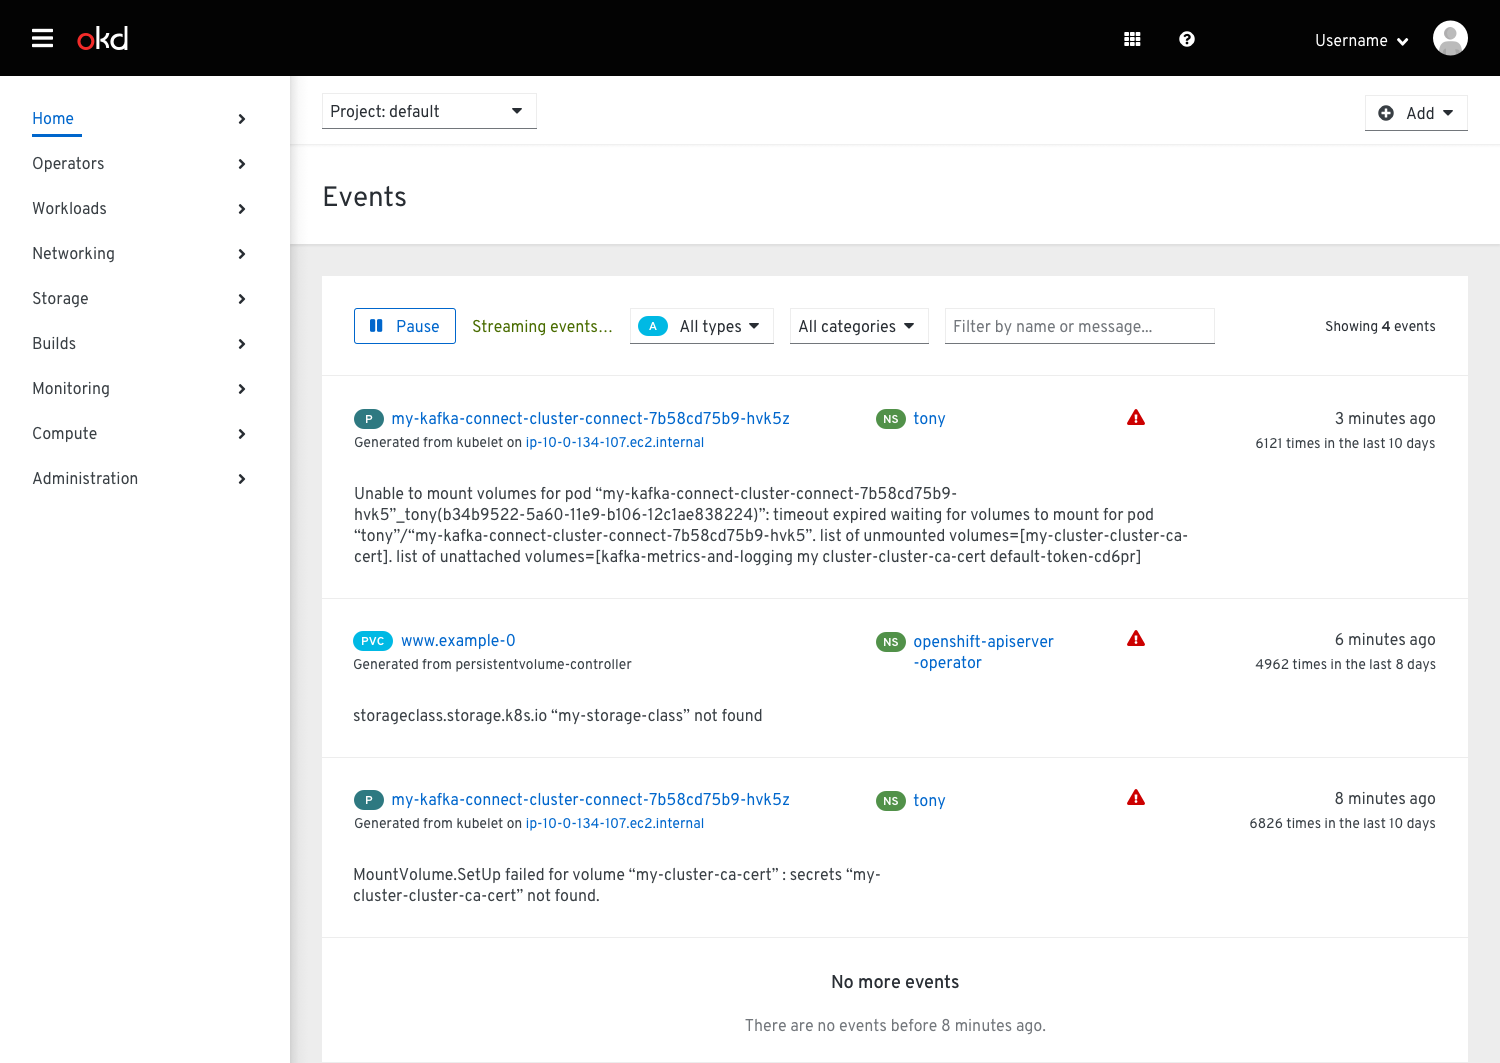 okd
Username
Home
Operators
Workloads
Networking
Storage
Builds
Monitoring
Compute
Administration
Project: default
Add
Events
Pause
Streaming events...
A All types
All categories
Filter by name or message...
Showing 4 events
P my-kafka-connect-cluster-connect-7b58cd75b9-hvk5z
NS tony
3 minutes ago
Generated from kubelet on ip-10-0-134-107.ec2.internal
6121 times in the last 10 days
Unable to mount volumes for pod “my-kafka-connect-cluster-connect-7b58cd75b9-
hvk5”_tony(b34b9522-5a60-11e9-b106-12c1ae838224)”: timeout expired waiting for volumes to mount for pod
“tony”/“my-kafka-connect-cluster-connect-7b58cd75b9-hvk5”. list of unmounted volumes=[my-cluster-cluster-ca-
cert]. list of unattached volumes=[kafka-metrics-and-logging my cluster-cluster-ca-cert default-token-cd6pr]
PVC www.example-0
NS openshift-apiserver
-operator
6 minutes ago
Generated from persistentvolume-controller
4962 times in the last 8 days
storageclass.storage.k8s.io “my-storage-class” not found
P my-kafka-connect-cluster-connect-7b58cd75b9-hvk5z
NS tony
8 minutes ago
Generated from kubelet on ip-10-0-134-107.ec2.internal
6826 times in the last 10 days
MountVolume.SetUp failed for volume “my-cluster-ca-cert” : secrets “my-
cluster-cluster-ca-cert” not found.
No more events
There are no events before 8 minutes ago.